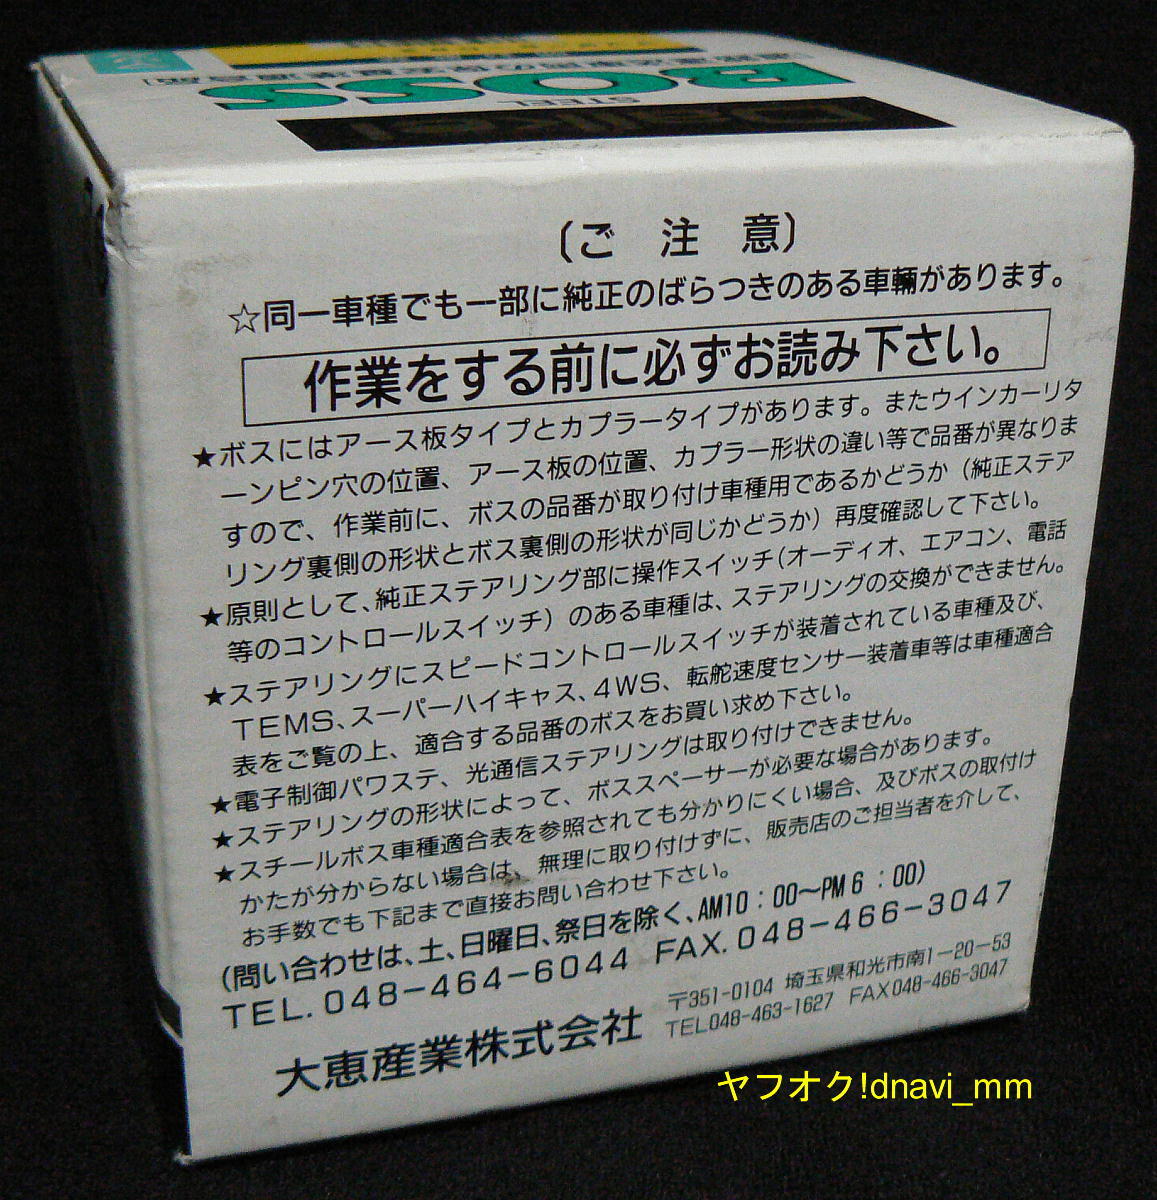 BOSS
STEEL
Daikei
(ご 注 意)
☆同一車種でも一部に純正のばらつきのある車輛があります。
作業をする前に必ずお読み下さい。
★ボスにはアース板タイプとカプラータイプがあります。またウインカーリタ
ーンピン穴の位置、アース板の位置、カプラー形状の違い等で品番が異なりま
すので、作業前に、ボスの品番が取り付け車種用であるかどうか(純正ステア
リング裏側の形状とボス裏側の形状が同じかどうか)再度確認して下さい。
★原則として、純正ステアリング部に操作スイッチ(オーディオ、エアコン、電話
等のコントロールスイッチ)のある車種は、ステアリングの交換ができません。
★ステアリングにスピードコントロールスイッチが装着されている車種及び、
TEMS、スーパーハイキャス、4WS、転舵速度センサー装着車等は車種適合
表をご覧の上、適合する品番のボスをお買い求め下さい。
★電子制御パワステ、光通信ステアリングは取り付けできません。
★ステアリングの形状によって、ボススペーサーが必要な場合があります。
★スチールボス車種適合表を参照されても分かりにくい場合、及びボスの取付け
かたが分からない場合は、無理に取り付けずに、販売店のご担当者を介して、
お手数でも下記まで直接お問い合わせ下さい。
(問い合わせは、土、日曜日、祭日を除く、AM10:00〜PM6:00)
TEL.048-464-6044 FAX.048-466-3047
大恵産業株式会社
〒351-0104 埼玉県和光市南1-20-53
TEL048-463-1627 FAX048-466-3047
ヤフオク!dnavi_mm